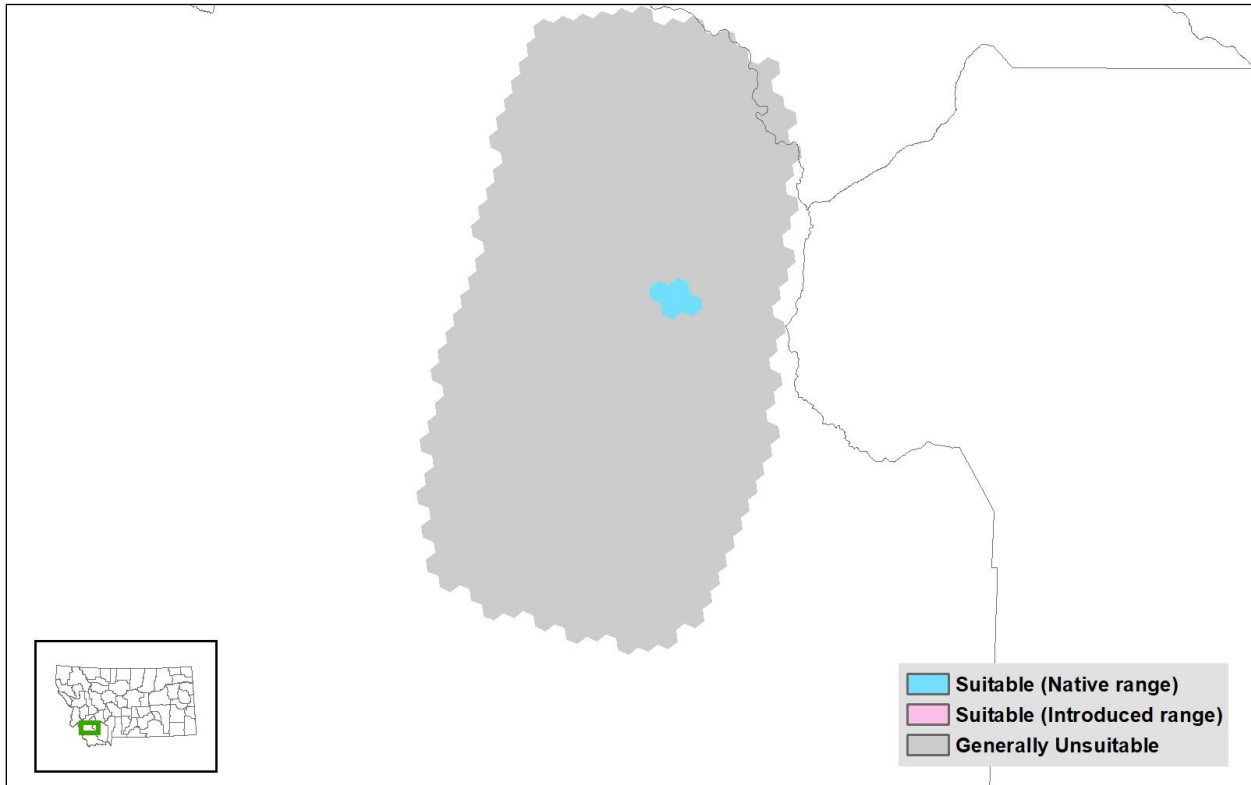 Suitable (Native range)
Suitable (Introduced range)
Generally Unsuitable